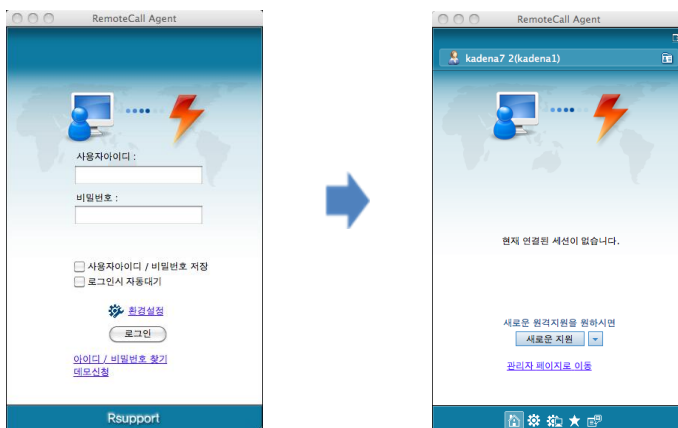 RemoteCall Agent
사용자아이디 :
비밀번호 :
사용자아이디 / 비밀번호 저장
로그인시 자동대기
환경설정
로그인
아이디 / 비밀번호 찾기
데모신청
Rsupport
RemoteCall Agent
kadena7 2(kadena1)
현재 연결된 세션이 없습니다.
새로운 원격지원을 원하시면
새로운 지원
관리자 페이지로 이동